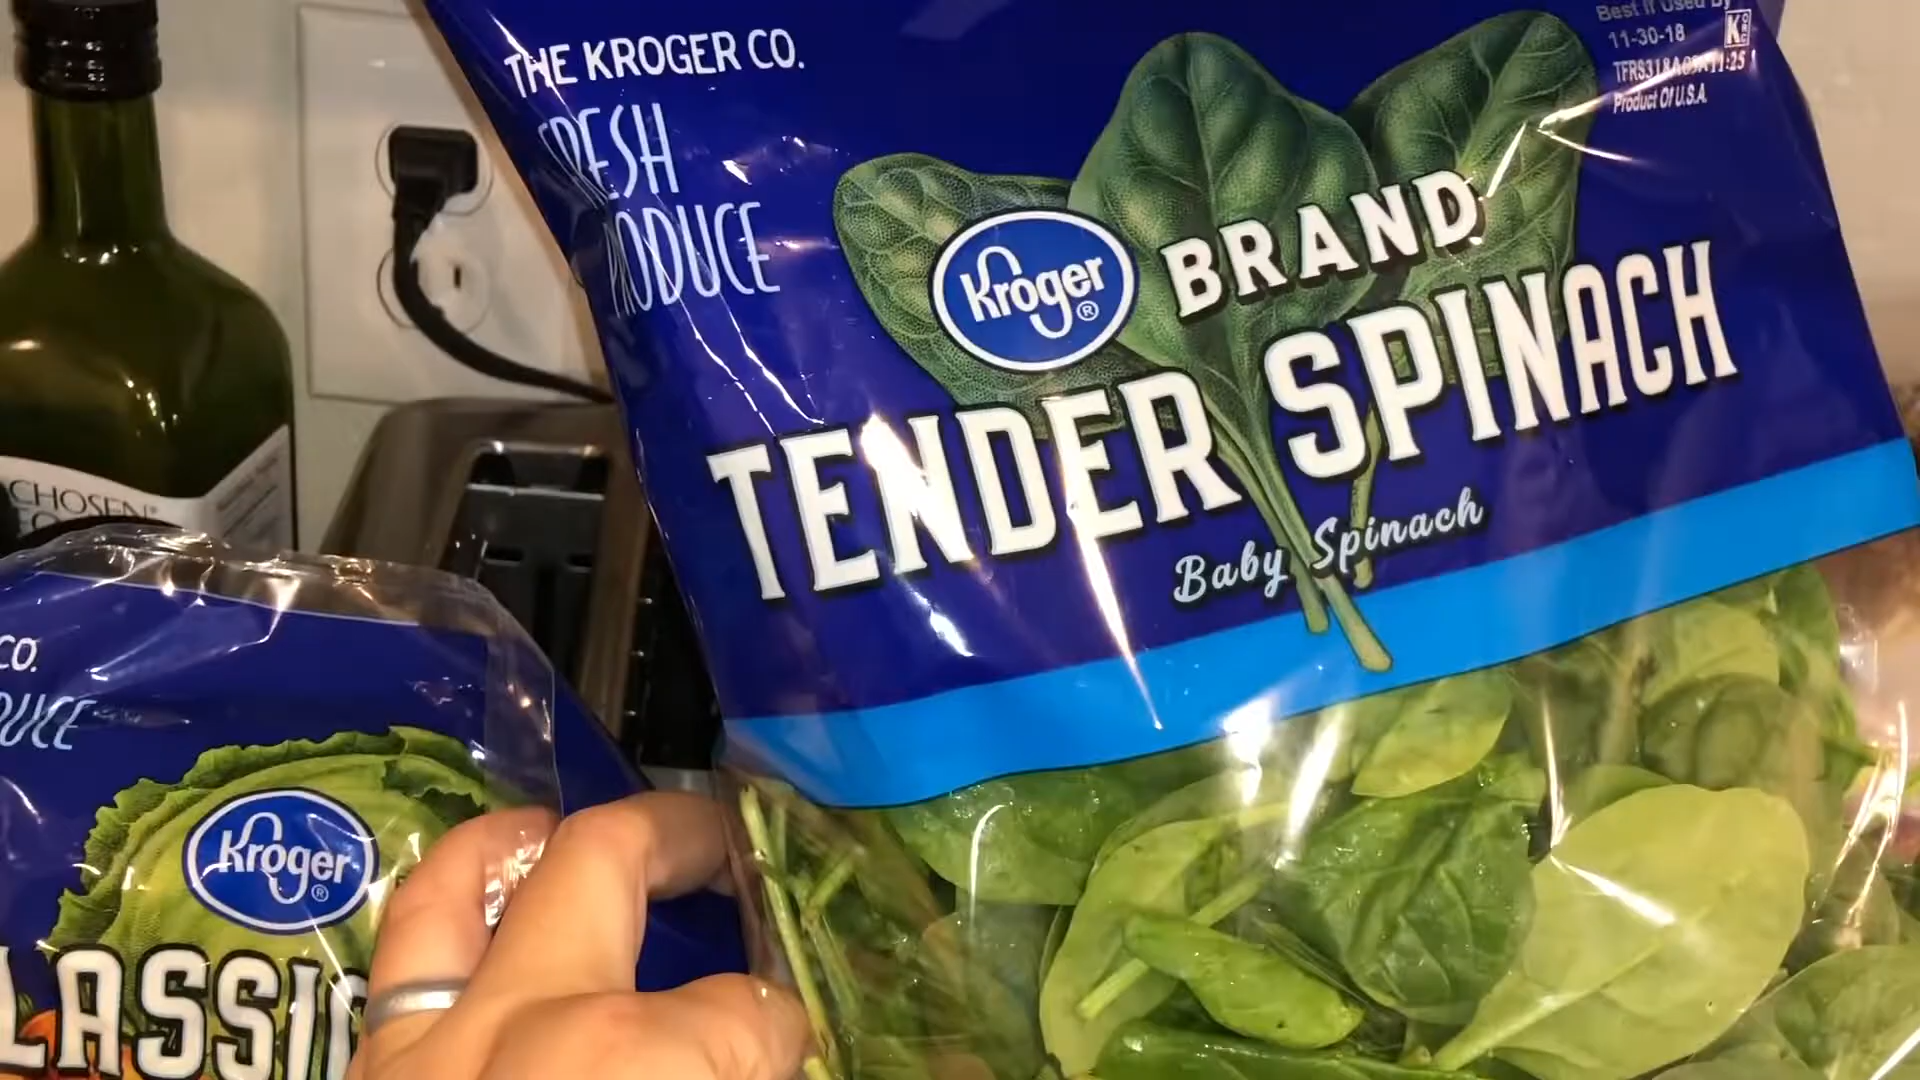 THE KROGER CO.
FRESH
PRODUCE
Best If Used By
11-30-18
Product Of U.S.A.
Kroger®
BRAND
TENDER SPINACH
Baby Spinach
CHOSEN®
CO.
DUCE
Kroger®
LASSIC